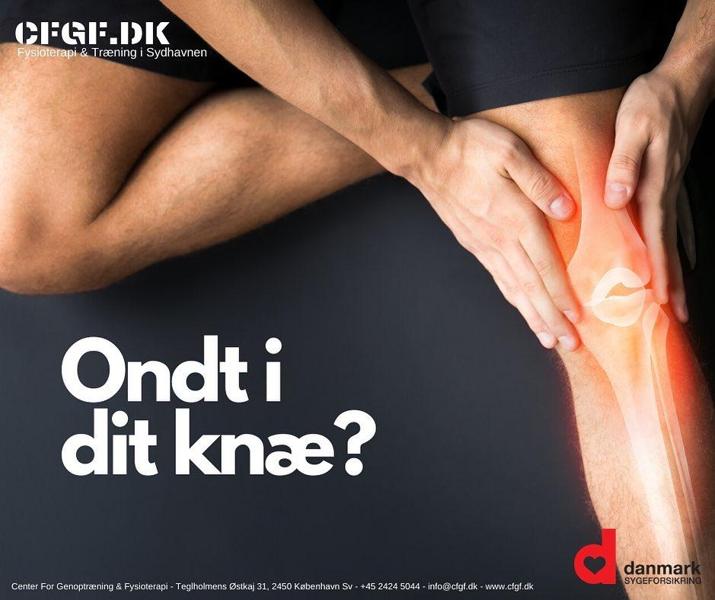 CFGF.DK
Fysioterapi & Træning i Sydhavnen
Ondt i
dit knæ?
danmark
SYGEFORSIKRING
Center For Genoptræning & Fysioterapi - Teglholmens Østkaj 31, 2450 København Sv - +45 2424 5044 - info@cfgf.dk - www.cfgf.dk